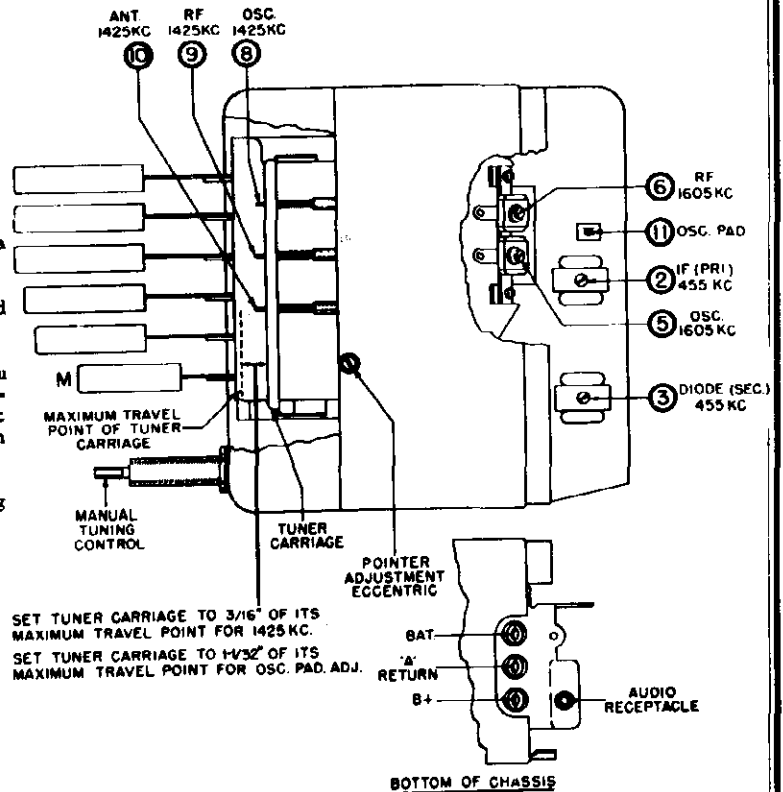 ANT.
1425KC
10
RF
1425KC
9
OSC.
1425KC
8
6 RF
1605 KC
11 OSC. PAD
2 IF (PRI)
455 KC
5 OSC.
1605KC
3 DIODE (SEC.)
455 KC
M
MAXIMUM TRAVEL
POINT OF TUNER
CARRIAGE
MANUAL
TUNING
CONTROL
TUNER
CARRIAGE
POINTER
ADJUSTMENT
ECCENTRIC
SET TUNER CARRIAGE TO 3/16" OF ITS
MAXIMUM TRAVEL POINT FOR 1425 KC.
SET TUNER CARRIAGE TO 1-1/32" OF ITS
MAXIMUM TRAVEL POINT FOR OSC. PAD. ADJ.
BAT.
"A"
RETURN
B+
AUDIO
RECEPTACLE
BOTTOM OF CHASSIS